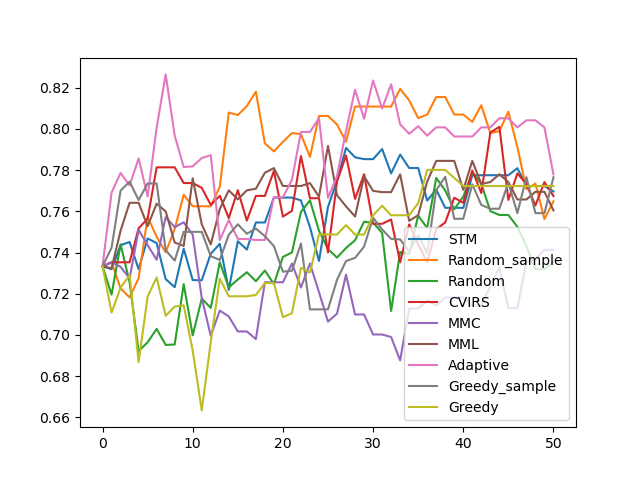 0.82
0.80
0.78
0.76
0.74
0.72
0.70
0.68
0.66
0 10 20 30 40 50
STM
Random_sample
Random
CVIRS
MMC
MML
Adaptive
Greedy_sample
Greedy